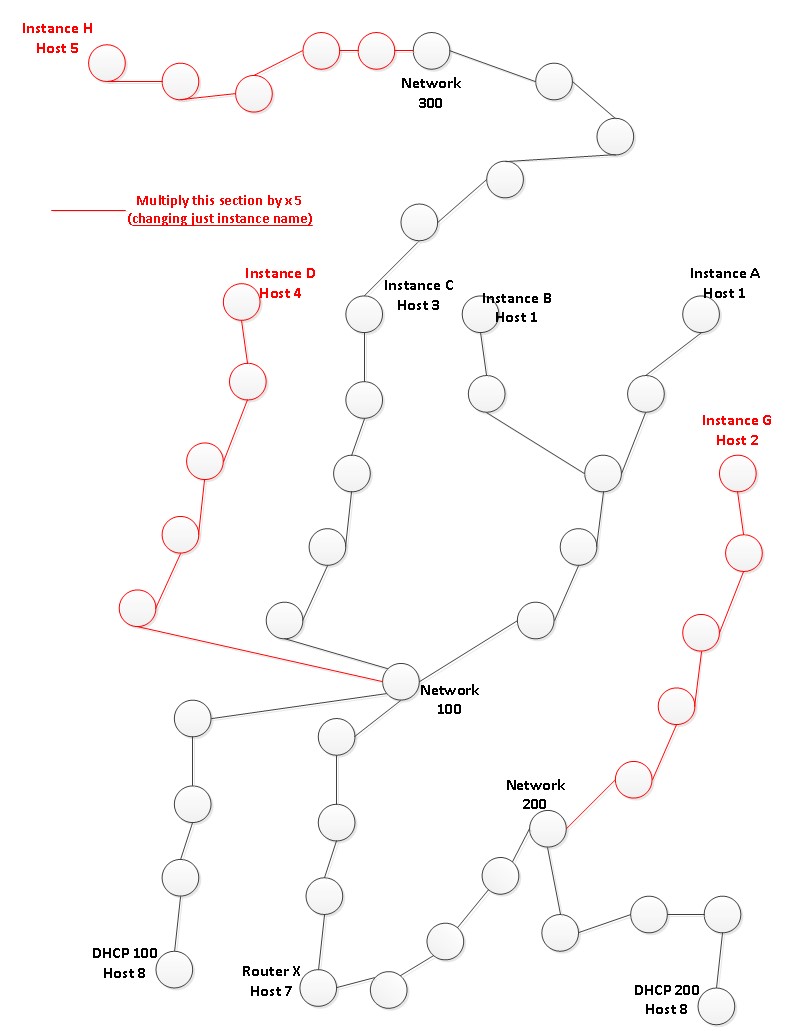 Instance H
Host 5
Network
300
Multiply this section by x 5
(changing just instance name)
Instance D
Host 4
Instance C
Host 3
Instance B
Host 1
Instance A
Host 1
Instance G
Host 2
Network
100
Network
200
DHCP 100
Host 8
Router X
Host 7
DHCP 200
Host 8